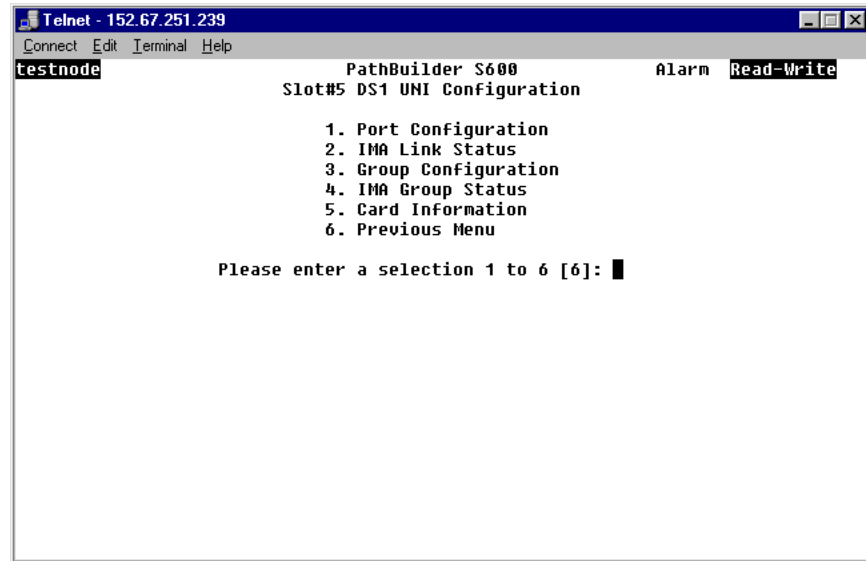 Telnet - 152.67.251.239
Connect Edit Terminal Help
testnode PathBuilder S600 Alarm Read-Write
Slot#5 DS1 UNI Configuration
1. Port Configuration
2. IMA Link Status
3. Group Configuration
4. IMA Group Status
5. Card Information
6. Previous Menu
Please enter a selection 1 to 6 [6]: